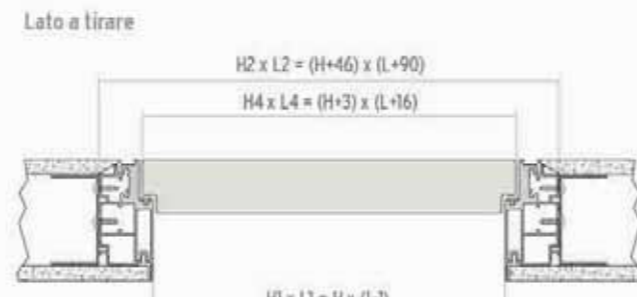 Lato a tirare
H2 x L2 = (H+46) x (L+90)
H4 x L4 = (H+3) x (L+16)